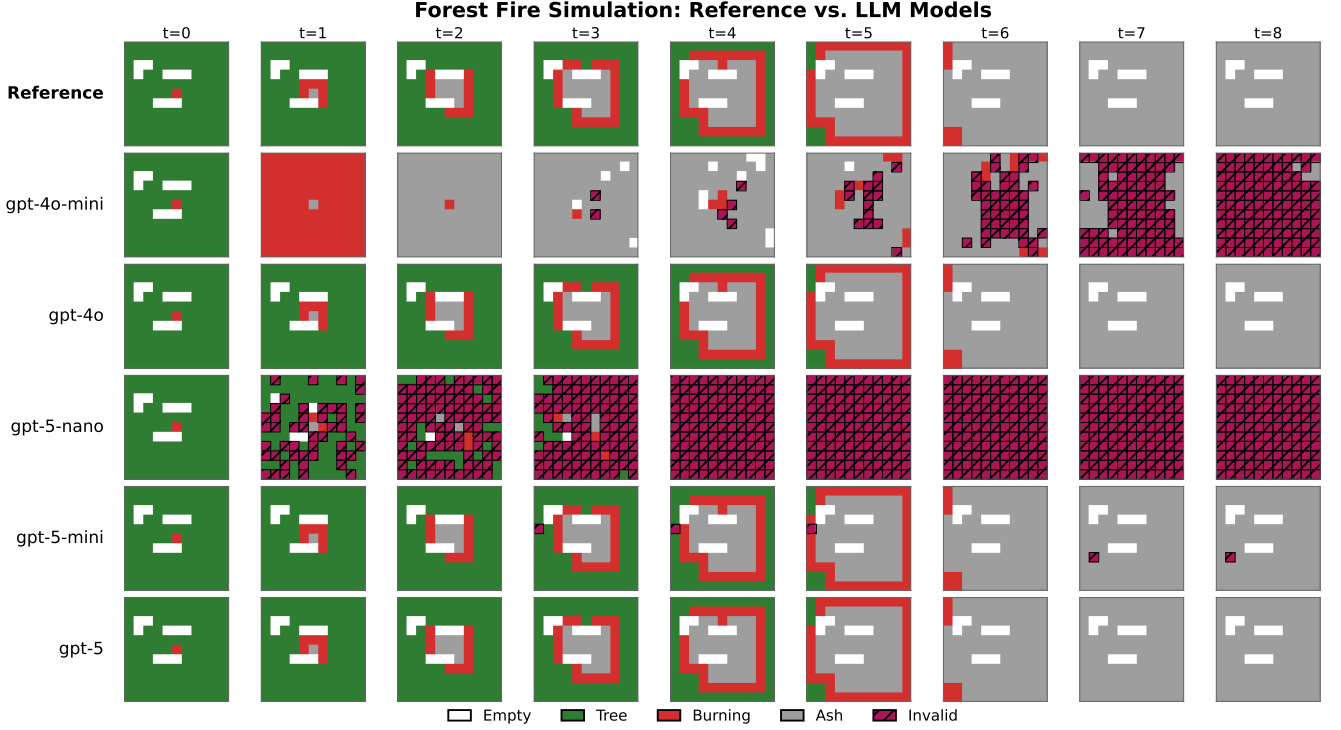 Forest Fire Simulation: Reference vs. LLM Models
t=0 t=1 t=2 t=3 t=4 t=5 t=6 t=7 t=8
Reference
gpt-4o-mini
gpt-4o
gpt-5-nano
gpt-5-mini
gpt-5
Empty Tree Burning Ash Invalid